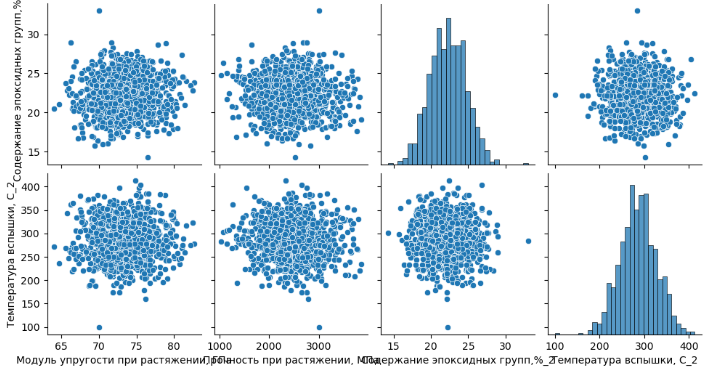 Содержание эпоксидных групп,%_2
30
25
20
15
Температура вспышки, С_2
400
350
300
250
200
150
100
65 70 75 80
1000 2000 3000
15 20 25 30
100 200 300 400
Модуль упругости при растяжении, ГПа
Прочность при растяжении, МПа
Содержание эпоксидных групп,%_2
Температура вспышки, С_2